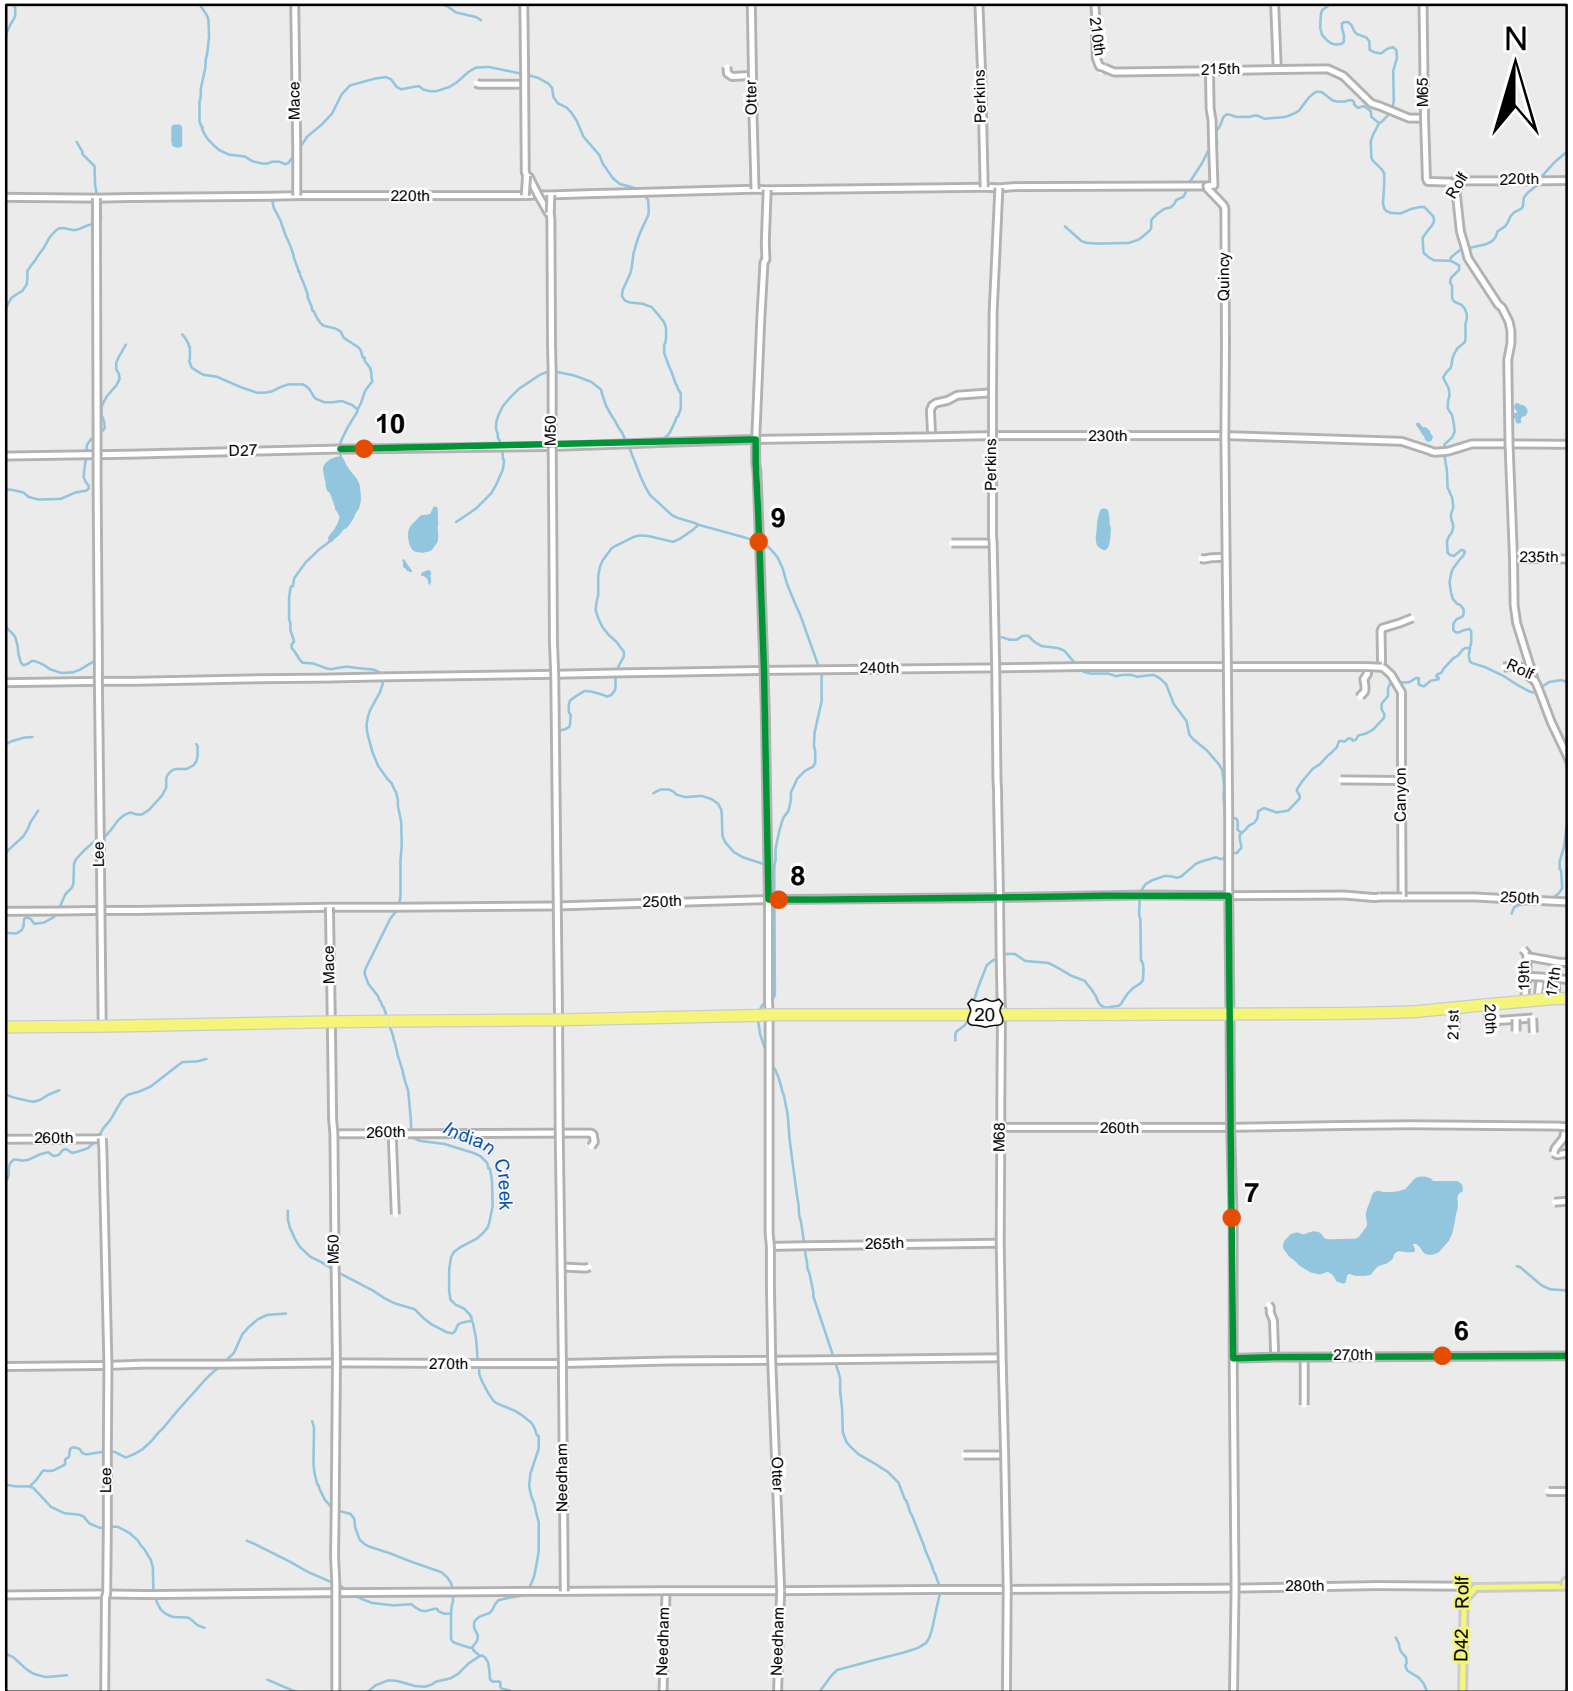 210th
N
215th
Mace
Otter
Perkins
M65
220th
220th
Rolf
Quincy
10
M50
230th
D27
Perkins
9
235th
240th
Rolf
Canyon
Lee
8
250th
250th
Mace
19th
17th
20
21st
20th
260th
260th
Indian Creek
M68
260th
7
M50
265th
6
270th
270th
Lee
Needham
Otter
280th
Rolf
D42
Needham
Needham